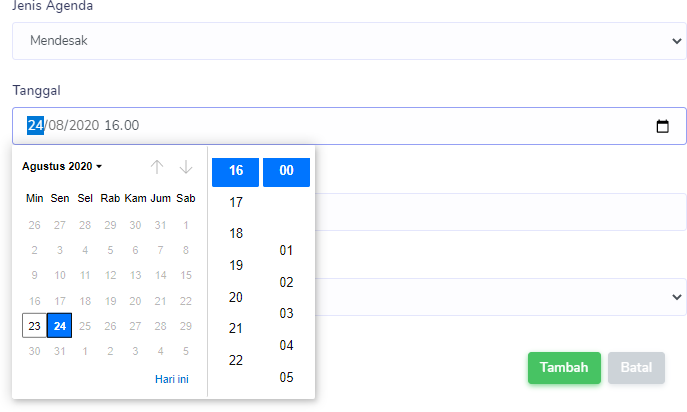 Jenis Agenda
Mendesak
Tanggal
24/08/2020 16.00
Agustus 2020
Min Sen Sel Rab Kam Jum Sab
26 27 28 29 30 31 1
2 3 4 5 6 7 8
9 10 11 12 13 14 15
16 17 18 19 20 21 22
23 24 25 26 27 28 29
30 31 1 2 3 4 5
Hari ini
16 00
17
18
01
19
02
20
03
21
04
22
05
Tambah
Batal